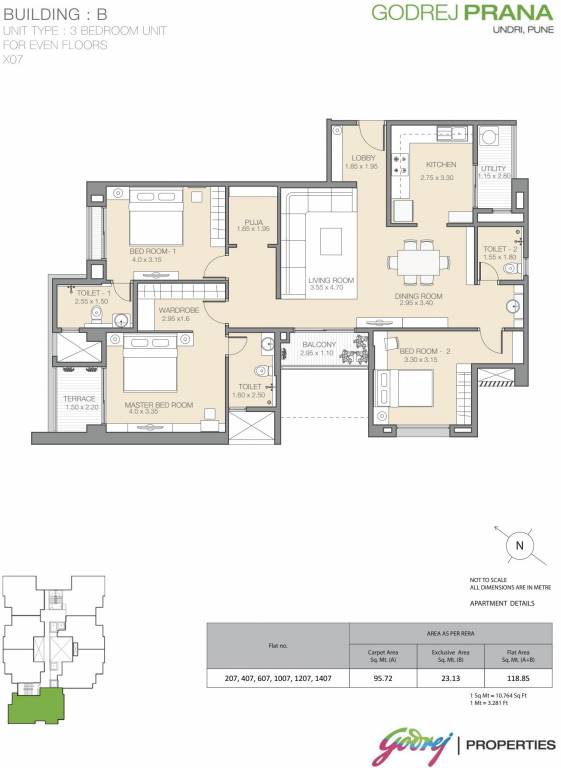 BUILDING : B
UNIT TYPE : 3 BEDROOM UNIT
FOR EVEN FLOORS
X07
GODREJ PRANA
UNDRI, PUNE
LOBBY
1.85 x 1.95
KITCHEN
2.75 x 3.30
UTILITY
1.15 x 2.80
PUJA
1.65 x 1.95
BED ROOM- 1
4.0 x 3.15
TOILET - 2
1.55 x 1.80
LIVING ROOM
3.55 x 4.70
DINING ROOM
2.95 x 3.40
TOILET - 1
2.55 x 1.50
WARDROBE
2.95 x1.6
BALCONY
2.95 x 1.10
BED ROOM - 2
3.30 x 3.15
TERRACE
1.50 x 2.20
MASTER BED ROOM
4.0 x 3.35
TOILET
1.60 x 2.50
N
NOT TO SCALE
ALL DIMENSIONS ARE IN METRE
APARTMENT DETAILS
Flat no.
AREA AS PER RERA
Carpet Area
Sq. Mt. (A)
Exclusive Area
Sq. Mt. (B)
Flat Area
Sq. Mt. (A+B)
207, 407, 607, 1007, 1207, 1407
95.72
23.13
118.85
1 Sq Mt = 10.764 Sq Ft
1 Mt = 3.281 Ft
Godrej | PROPERTIES